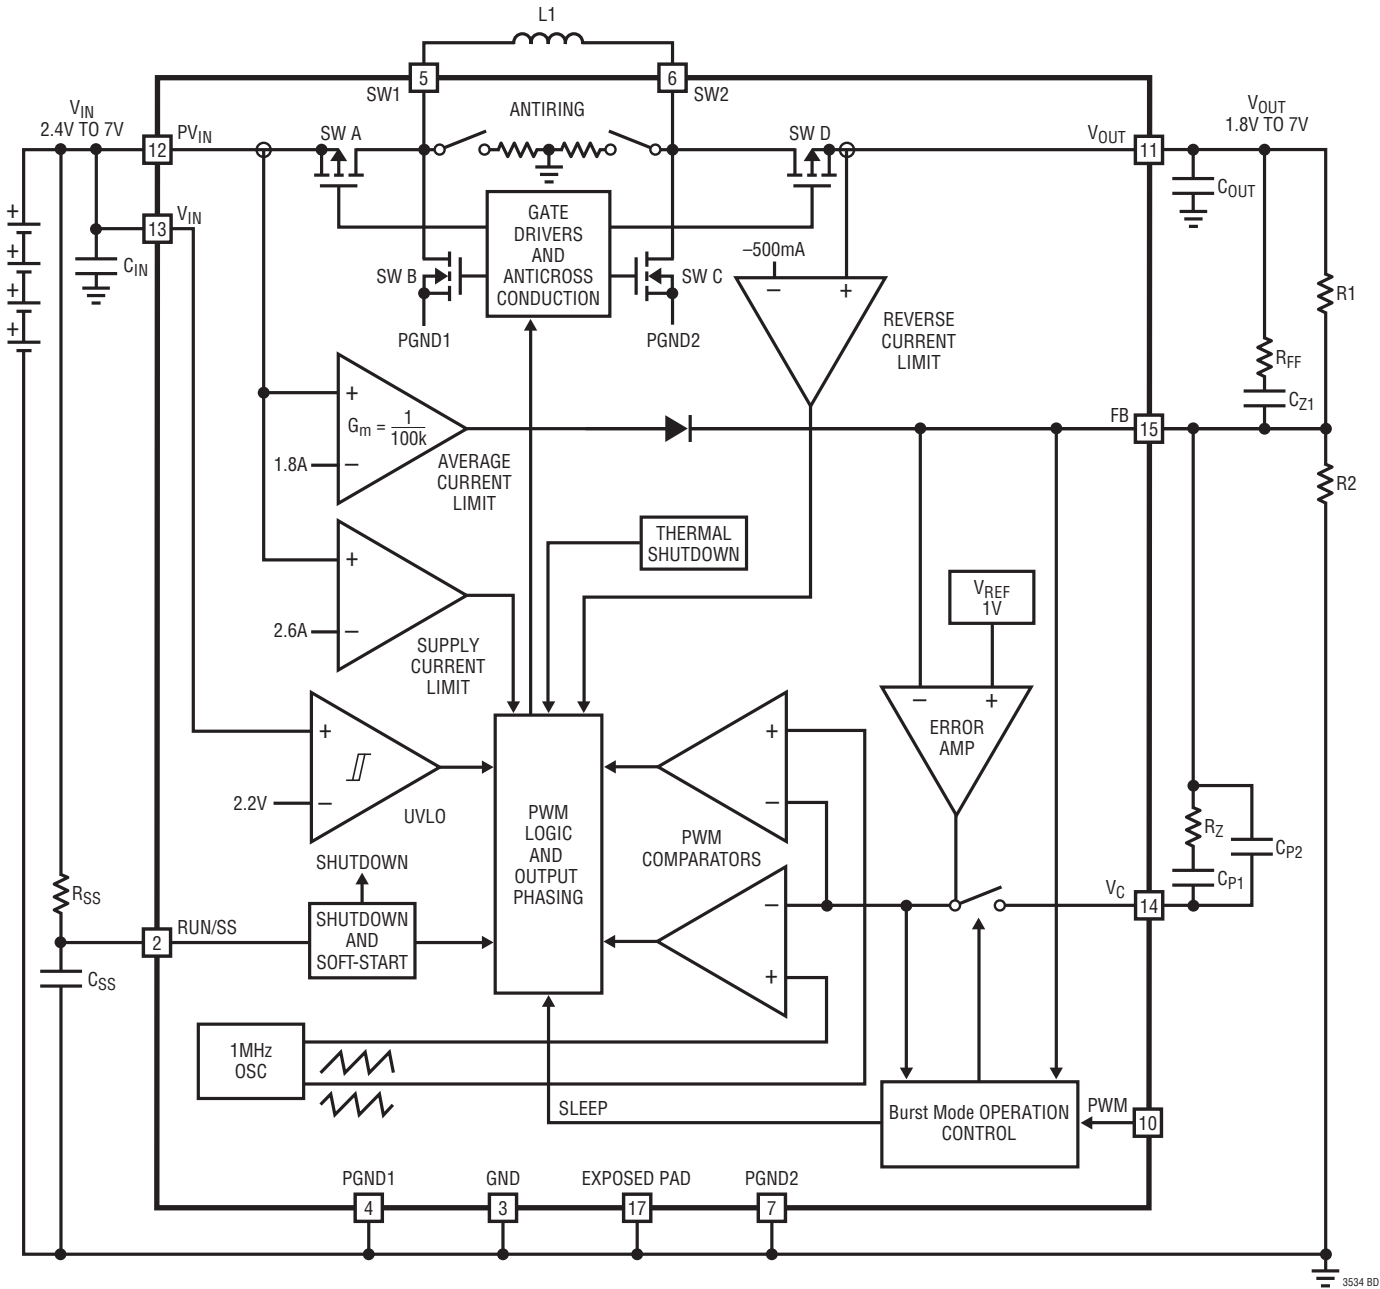 L1
5
6
SW1
SW2
VIN
2.4V TO 7V
PVIN
12
ANTIRING
SW A
SW D
VOUT
11
VOUT
1.8V TO 7V
COUT
VIN
13
CIN
+
+
+
+
GATE
DRIVERS
AND
ANTICROSS
CONDUCTION
SW B
SW C
PGND1
PGND2
–500mA
–
+
REVERSE
CURRENT
LIMIT
R1
RFF
CZ1
+
Gm = 1
100k
1.8A
–
AVERAGE
CURRENT
LIMIT
FB
15
R2
THERMAL
SHUTDOWN
+
2.6A
–
SUPPLY
CURRENT
LIMIT
VREF
1V
–
+
ERROR
AMP
+
2.2V
–
UVLO
PWM
LOGIC
AND
OUTPUT
PHASING
+
–
PWM
COMPARATORS
–
+
RZ
CP1
CP2
VC
14
SHUTDOWN
RSS
RUN/SS
2
SHUTDOWN
AND
SOFT-START
CSS
1MHz
OSC
SLEEP
Burst Mode OPERATION
CONTROL
PWM
10
PGND1
4
GND
3
EXPOSED PAD
17
PGND2
7
3534 BD